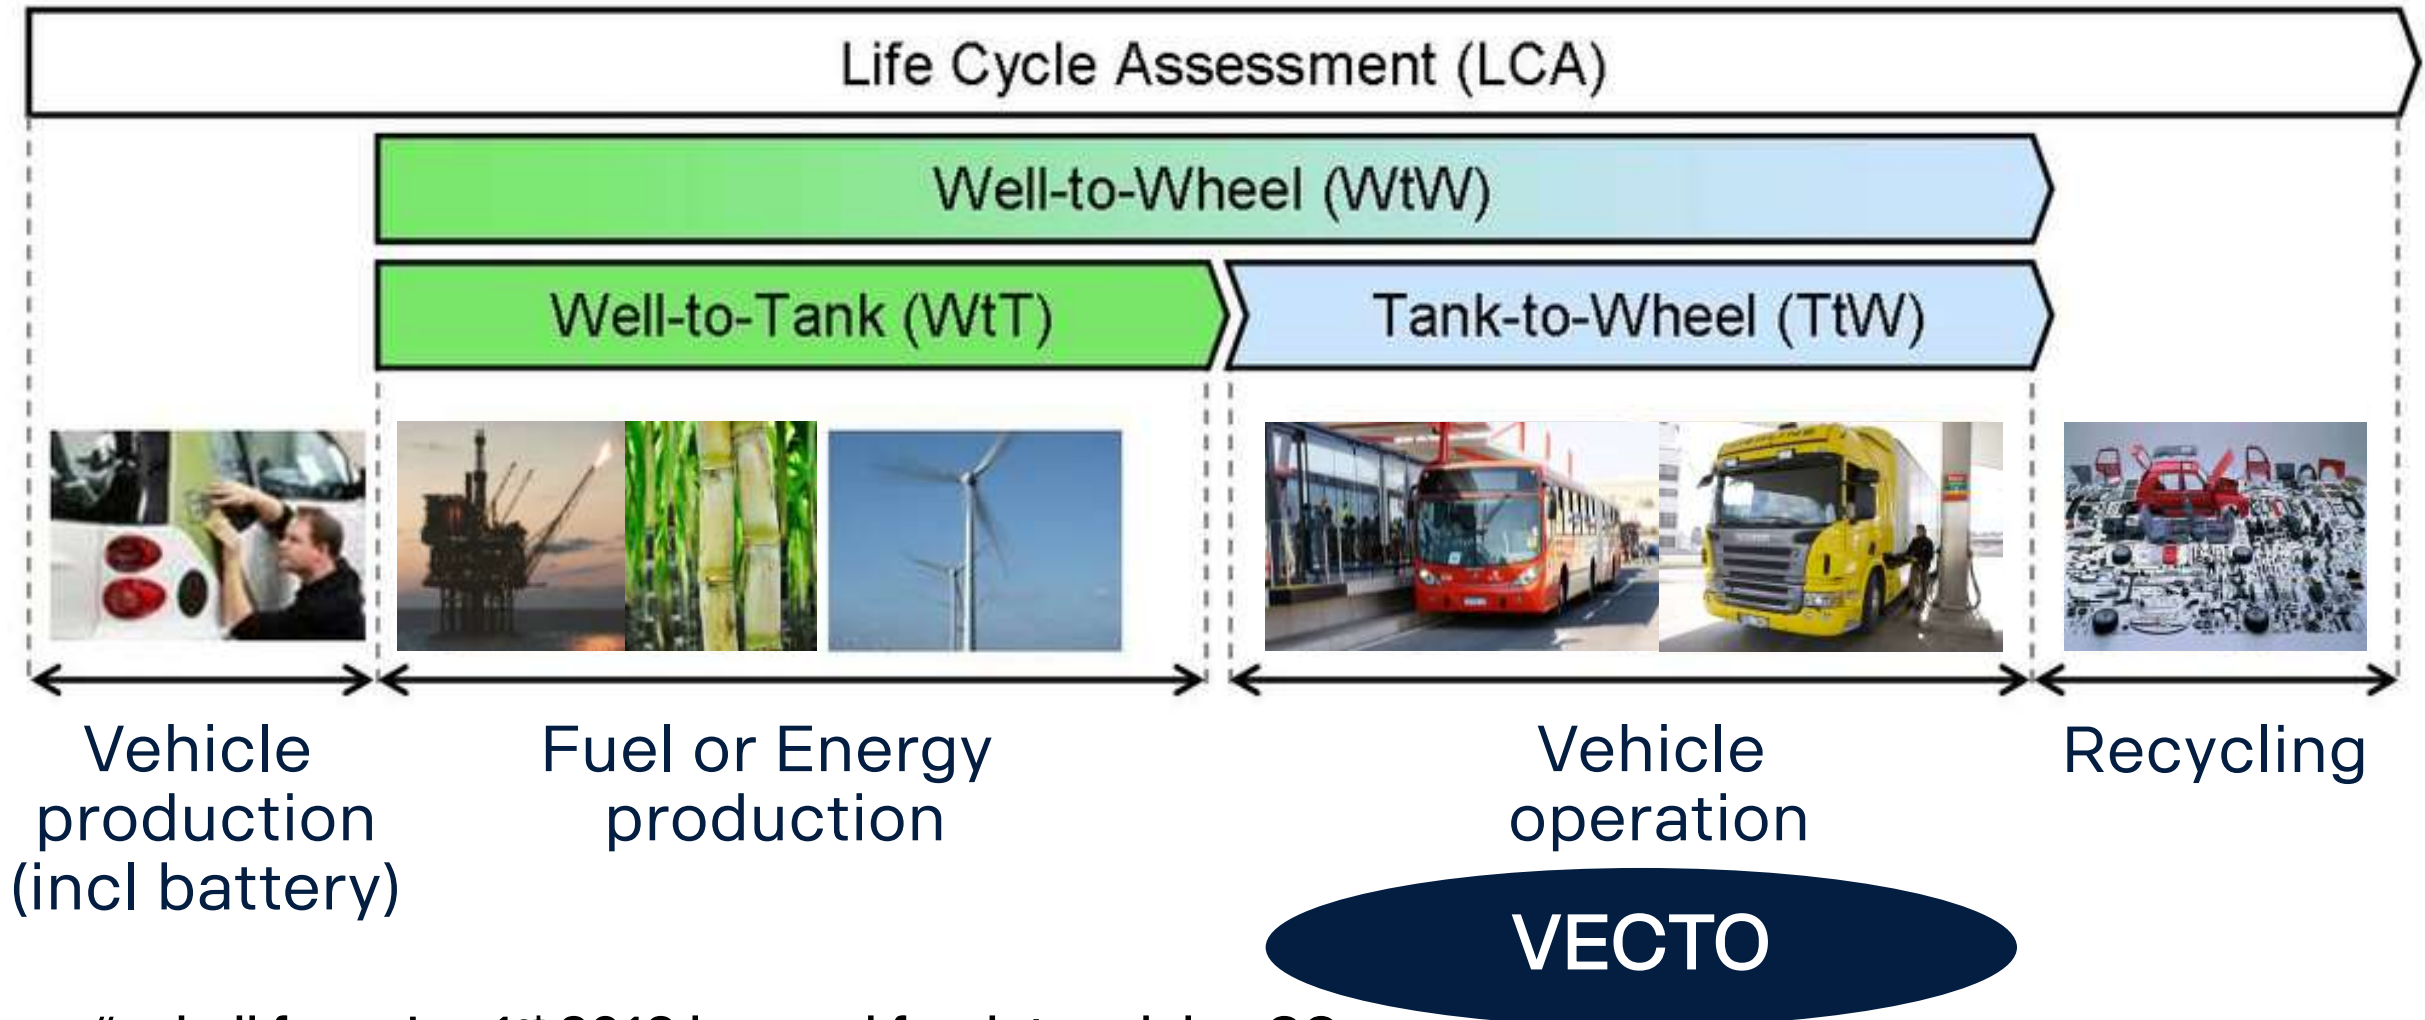 Life Cycle Assessment (LCA)
Well-to-Wheel (WtW)
Well-to-Tank (WtT)
Tank-to-Wheel (TtW)
Vehicle
production
(incl battery)
Fuel or Energy
production
Vehicle
operation
Recycling
VECTO